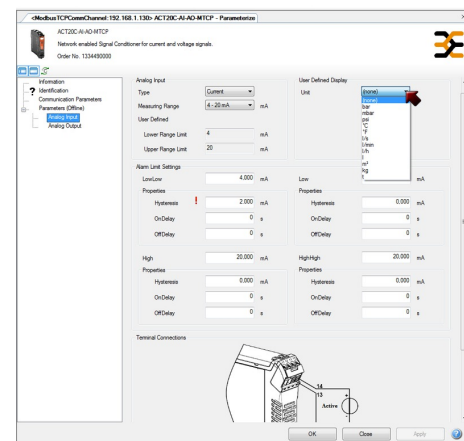 <ModbusTCPCommChannel:192.168.1.130> ACT20C-AI-AO-MTCP - Parameterize
ACT20C-AI-AO-MTCP
Network enabled Signal Conditioner for current and voltage signals.
Order No. 1334490000
Information
? Identification
Communication Parameters
Parameters (Offline)
Analog Input
Analog Output
Analog Input
Type Current
Measuring Range 4 - 20 mA mA
User Defined
Lower Range Limit 4 mA
Upper Range Limit 20 mA
User Defined Display
Unit (none)
(none)
bar
mbar
psi
°C
°F
l/s
l/min
l/h
l
m³
kg
t
Alarm Limit Settings
LowLow 4,000 mA
Properties
Hysteresis ! 2,000 mA
OnDelay 0 s
OffDelay 0 s
Low mA
Properties
Hysteresis 0,000 mA
OnDelay 0 s
OffDelay 0 s
High 20,000 mA
Properties
Hysteresis 0,000 mA
OnDelay 0 s
OffDelay 0 s
HighHigh 20,000 mA
Properties
Hysteresis 0,000 mA
OnDelay 0 s
OffDelay 0 s
Terminal Connections
14
13
+
Active
-
OK Close Apply ?